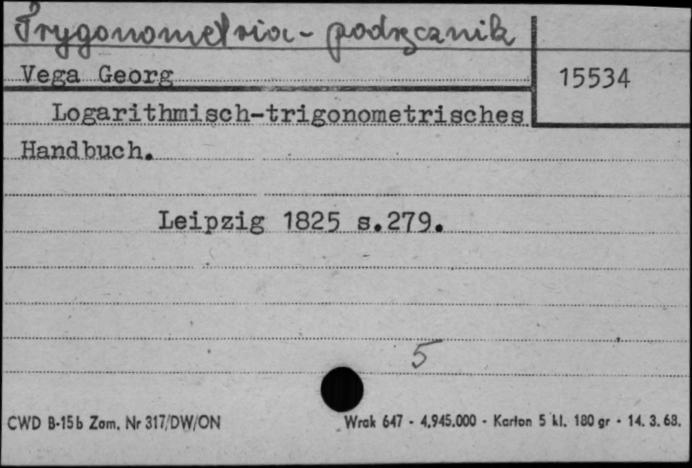 Trygonometria - podręcznik
Vega Georg
15534
Logarithmisch-trigonometrisches
Handbuch.
Leipzig 1825 s.279.
5
CWD B-15b Zam. Nr 317/DW/ON
Wrak 647 - 4.945.000 - Karton 5 kl. 180 gr - 14. 3. 68.